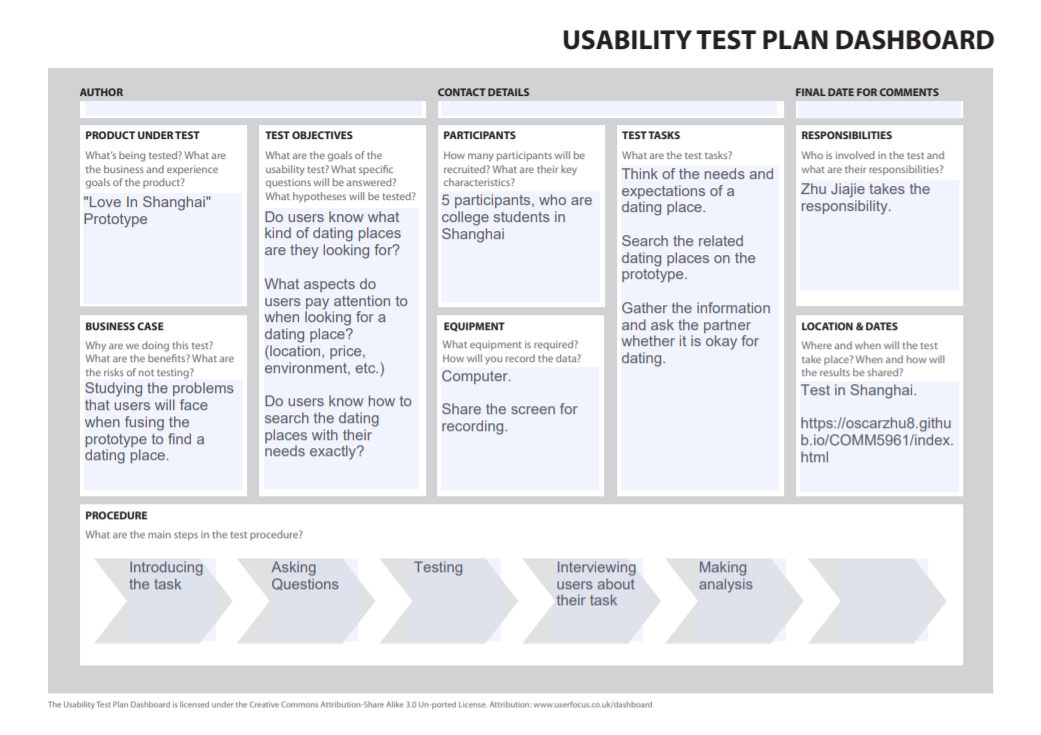 USABILITY TEST PLAN DASHBOARD
AUTHOR
CONTACT DETAILS
FINAL DATE FOR COMMENTS
PRODUCT UNDER TEST
What's being tested? What are
the business and experience
goals of the product?
"Love In Shanghai"
Prototype
BUSINESS CASE
Why are we doing this test?
What are the benefits? What are
the risks of not testing?
Studying the problems
that users will face
when fusing the
prototype to find a
dating place.
TEST OBJECTIVES
What are the goals of the
usability test? What specific
questions will be answered?
What hypotheses will be tested?
Do users know what
kind of dating places
are they looking for?
What aspects do
users pay attention to
when looking for a
dating place?
(location, price,
environment, etc.)
Do users know how to
search the dating
places with their
needs exactly?
PARTICIPANTS
How many participants will be
recruited? What are their key
characteristics?
5 participants, who are
college students in
Shanghai
EQUIPMENT
What equipment is required?
How will you record the data?
Computer.
Share the screen for
recording.
TEST TASKS
What are the test tasks?
Think of the needs and
expectations of a
dating place.
Search the related
dating places on the
prototype.
Gather the information
and ask the partner
whether it is okay for
dating.
RESPONSIBILITIES
Who is involved in the test and
what are their responsibilities?
Zhu Jiajie takes the
responsibility.
LOCATION & DATES
Where and when will the test
take place? When and how will
the results be shared?
Test in Shanghai.
https://oscarzhu8.githu
b.io/COMM5961/index.
html
PROCEDURE
What are the main steps in the test procedure?
Introducing
the task
Asking
Questions
Testing
Interviewing
users about
their task
Making
analysis
The Usability Test Plan Dashboard is licensed under the Creative Commons Attribution-Share Alike 3.0 Un-ported License. Attribution: www.userfocus.co.uk/dashboard